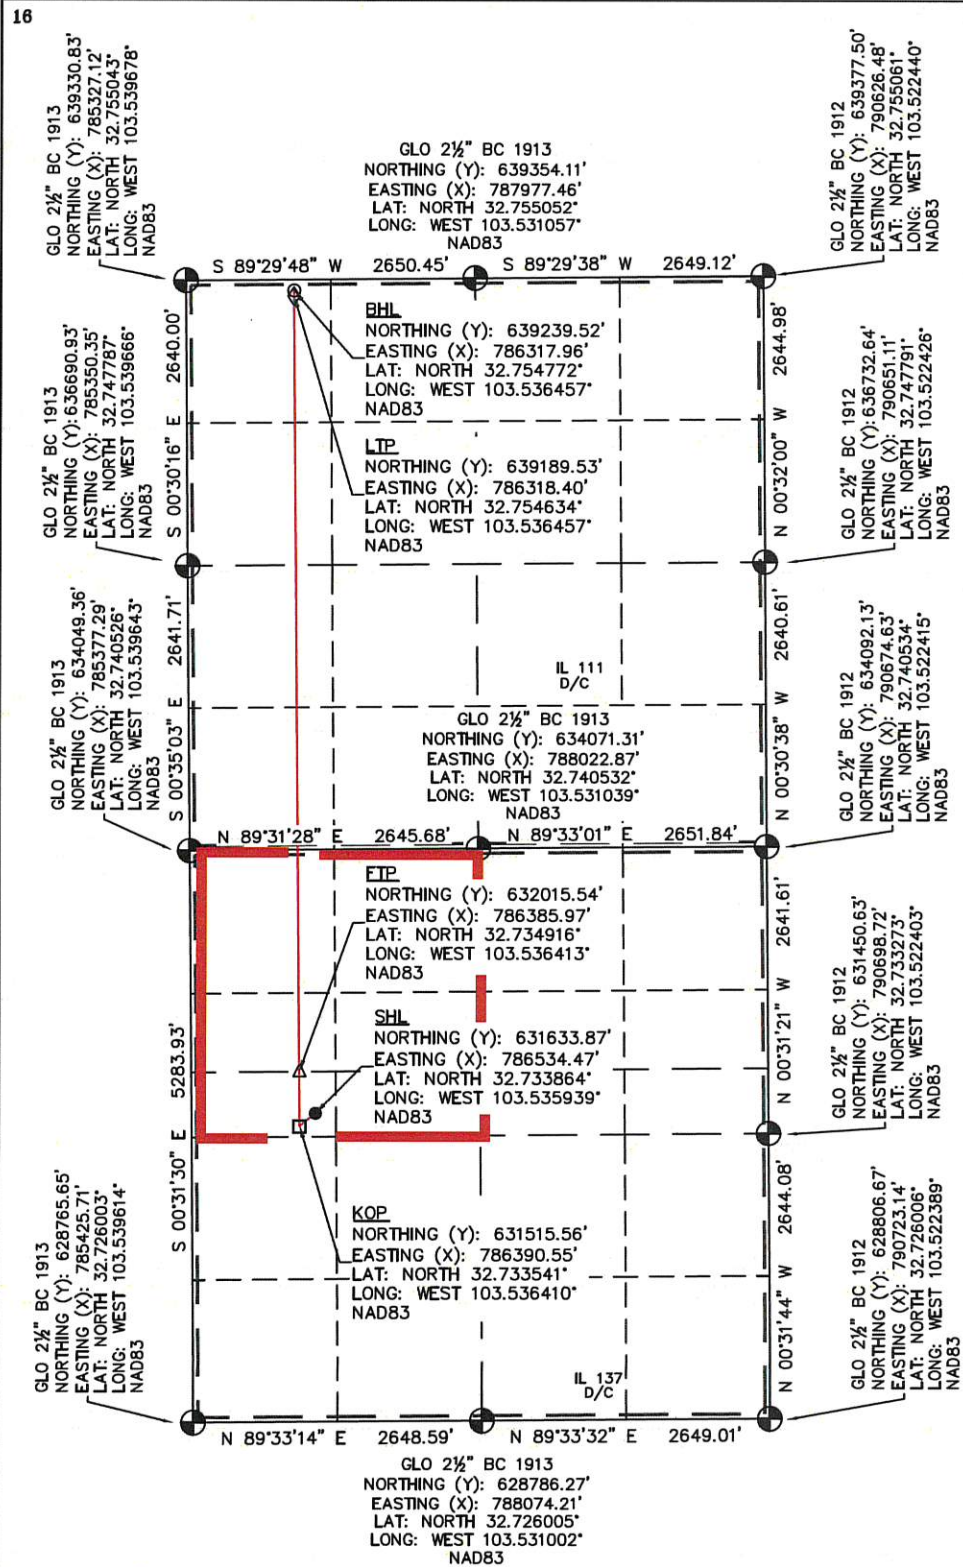 16
GLO 2½" BC 1913
NORTHING (Y): 639330.83'
EASTING (X): 785327.12'
LAT: NORTH 32.755043°
LONG: WEST 103.539678°
NAD83
GLO 2½" BC 1913
NORTHING (Y): 639354.11'
EASTING (X): 787977.46'
LAT: NORTH 32.755052°
LONG: WEST 103.531057°
NAD83
GLO 2½" BC 1912
NORTHING (Y): 639377.50'
EASTING (X): 790626.48'
LAT: NORTH 32.755061°
LONG: WEST 103.522440°
NAD83
S 89°29'48" W 2650.45'
S 89°29'38" W 2649.12'
BHL
NORTHING (Y): 639239.52'
EASTING (X): 786317.96'
LAT: NORTH 32.754772°
LONG: WEST 103.536457°
NAD83
S 00°30'16" E 2640.00'
N 00°32'00" W 2644.98'
LTP
NORTHING (Y): 639189.53'
EASTING (X): 786318.40'
LAT: NORTH 32.754634°
LONG: WEST 103.536457°
NAD83
GLO 2½" BC 1913
NORTHING (Y): 636690.93'
EASTING (X): 785350.35'
LAT: NORTH 32.747787°
LONG: WEST 103.539666°
NAD83
GLO 2½" BC 1912
NORTHING (Y): 636732.64'
EASTING (X): 790651.11'
LAT: NORTH 32.747791°
LONG: WEST 103.522426°
NAD83
S 00°35'03" E 2641.71'
N 00°30'38" W 2640.61'
IL 111
D/C
GLO 2½" BC 1913
NORTHING (Y): 634049.36'
EASTING (X): 785377.29'
LAT: NORTH 32.740526°
LONG: WEST 103.539643°
NAD83
GLO 2½" BC 1913
NORTHING (Y): 634071.31'
EASTING (X): 788022.87'
LAT: NORTH 32.740532°
LONG: WEST 103.531039°
NAD83
GLO 2½" BC 1912
NORTHING (Y): 634092.13'
EASTING (X): 790674.63'
LAT: NORTH 32.740534°
LONG: WEST 103.522415°
NAD83
N 89°31'28" E 2645.68'
N 89°33'01" E 2651.84'
FTP
NORTHING (Y): 632015.54'
EASTING (X): 786385.97'
LAT: NORTH 32.734916°
LONG: WEST 103.536413°
NAD83
S 00°31'30" E 5283.93'
N 00°31'21" W 2641.61'
SHL
NORTHING (Y): 631633.87'
EASTING (X): 786534.47'
LAT: NORTH 32.733864°
LONG: WEST 103.535939°
NAD83
GLO 2½" BC 1912
NORTHING (Y): 631450.63'
EASTING (X): 790698.72'
LAT: NORTH 32.733273°
LONG: WEST 103.522403°
NAD83
KOP
NORTHING (Y): 631515.56'
EASTING (X): 786390.55'
LAT: NORTH 32.733541°
LONG: WEST 103.536410°
NAD83
N 00°31'44" W 2644.08'
IL 137
D/C
GLO 2½" BC 1913
NORTHING (Y): 628765.65'
EASTING (X): 785425.71'
LAT: NORTH 32.726003°
LONG: WEST 103.539614°
NAD83
GLO 2½" BC 1912
NORTHING (Y): 628806.67'
EASTING (X): 790723.14'
LAT: NORTH 32.726006°
LONG: WEST 103.522389°
NAD83
N 89°33'14" E 2648.59'
N 89°33'32" E 2649.01'
GLO 2½" BC 1913
NORTHING (Y): 628786.27'
EASTING (X): 788074.21'
LAT: NORTH 32.726005°
LONG: WEST 103.531002°
NAD83